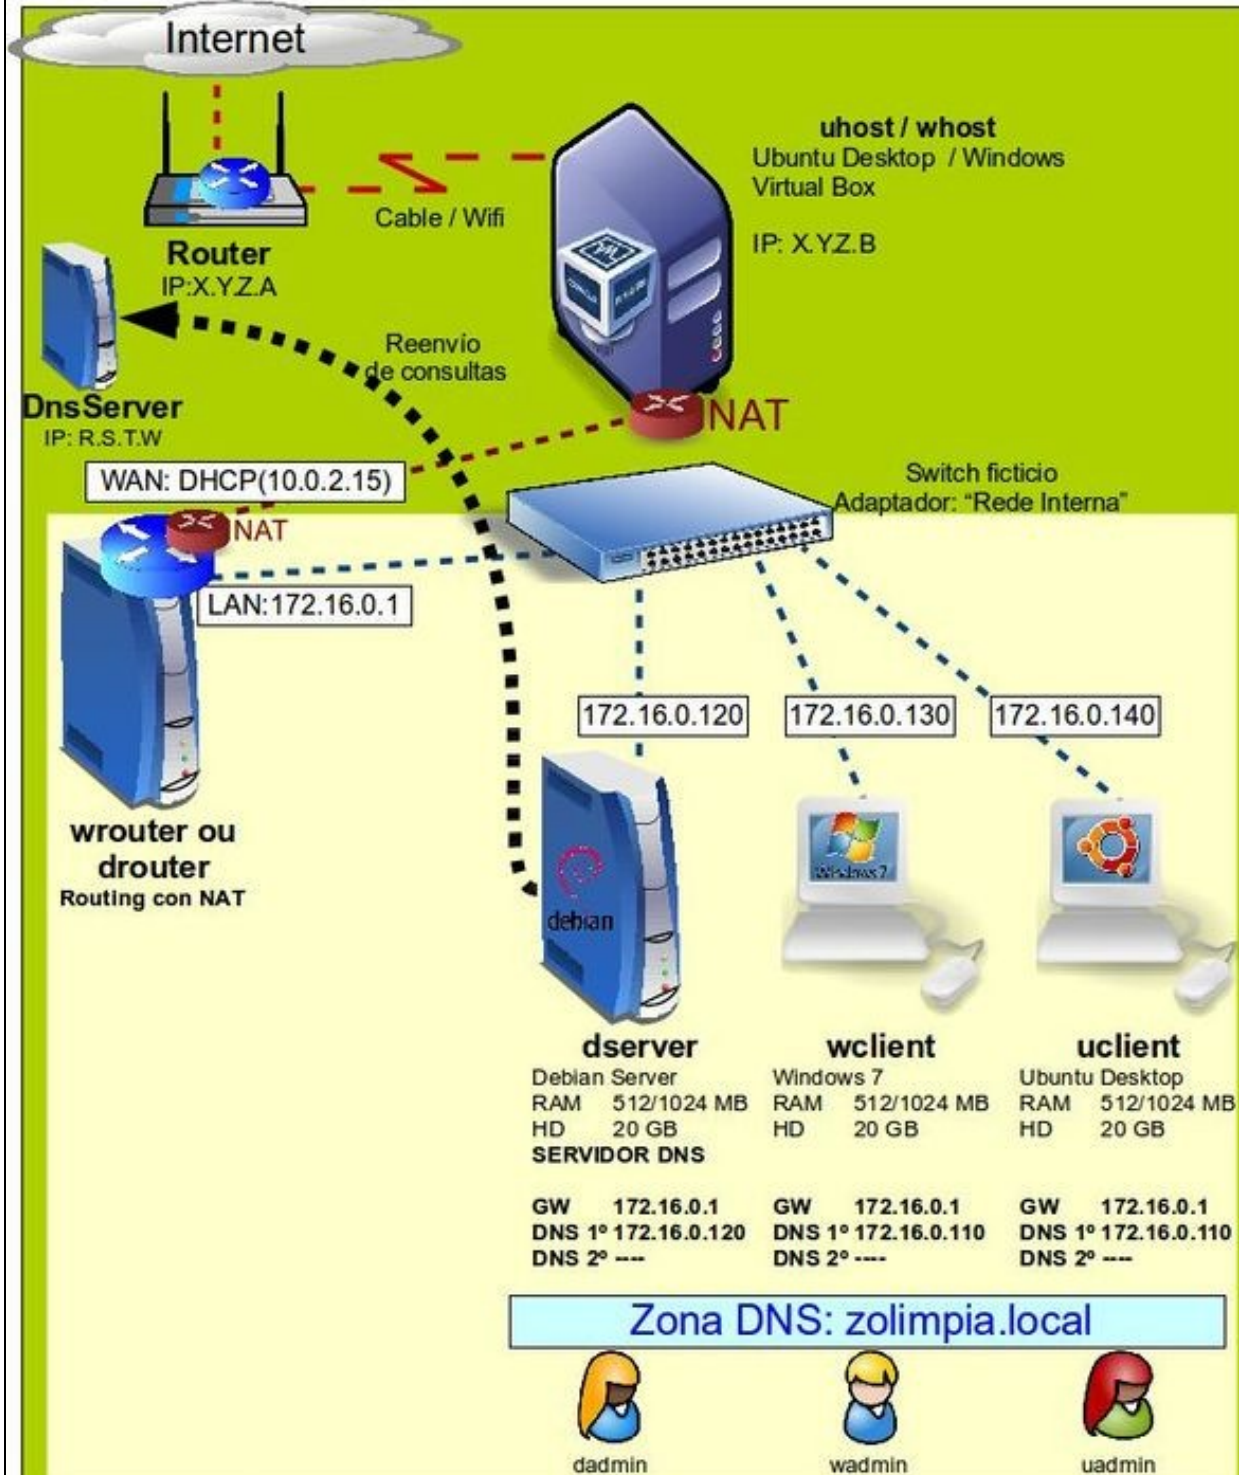 Internet
uhost / whost
Ubuntu Desktop / Windows
Virtual Box
IP: X.Y.Z.B
Cable / Wifi
Router
IP:X.Y.Z.A
Reenvío
de consultas
DnsServer
IP: R.S.T.W
NAT
WAN: DHCP(10.0.2.15)
Switch ficticio
Adaptador: "Rede Interna"
NAT
LAN:172.16.0.1
172.16.0.120
172.16.0.130
172.16.0.140
wrouter ou
drouter
Routing con NAT
debian
Windows 7
dserver
Debian Server
RAM 512/1024 MB
HD 20 GB
SERVIDOR DNS
GW 172.16.0.1
DNS 1º 172.16.0.120
DNS 2º ----
wclient
Windows 7
RAM 512/1024 MB
HD 20 GB
GW 172.16.0.1
DNS 1º 172.16.0.110
DNS 2º ----
uclient
Ubuntu Desktop
RAM 512/1024 MB
HD 20 GB
GW 172.16.0.1
DNS 1º 172.16.0.110
DNS 2º ----
Zona DNS: zolimpia.local
dadmin
wadmin
uadmin